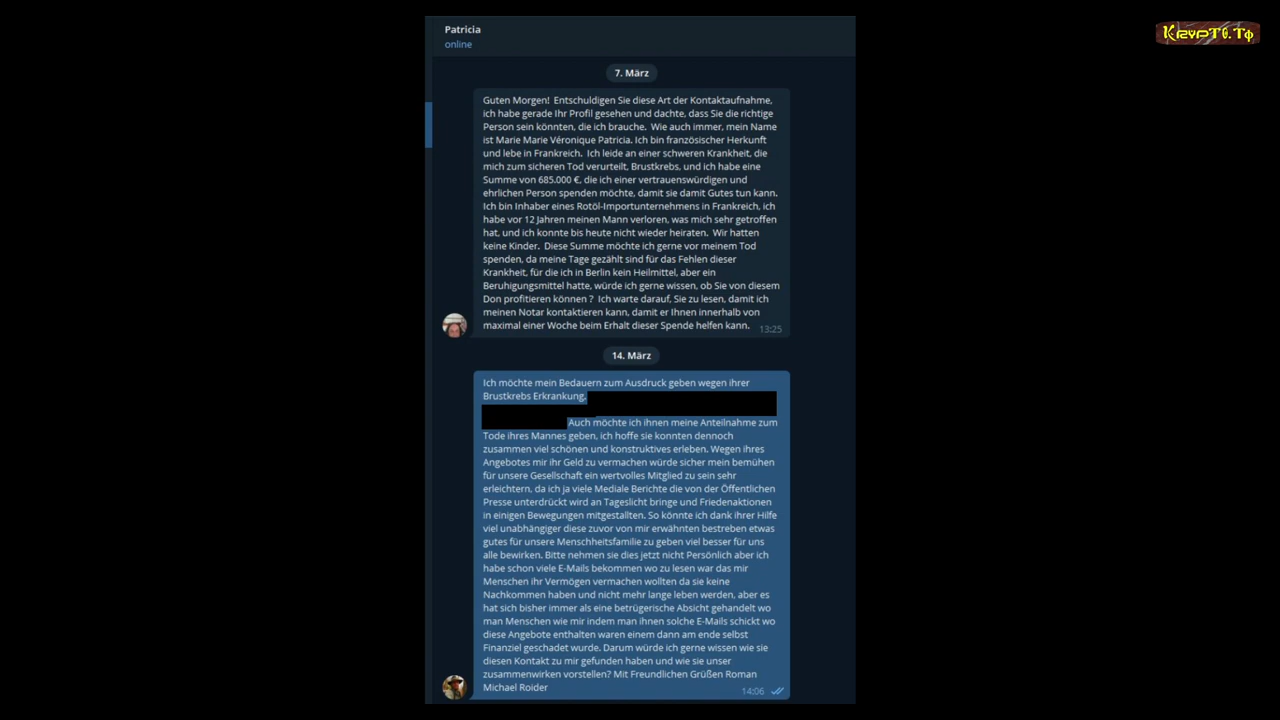 Patricia
online
KrypT0.Tφ
7. März
Guten Morgen!  Entschuldigen Sie diese Art der Kontaktaufnahme,
ich habe gerade Ihr Profil gesehen und dachte, dass Sie die richtige
Person sein könnten, die ich brauche.  Wie auch immer, mein Name
ist Marie Marie Véronique Patricia. Ich bin französischer Herkunft
und lebe in Frankreich.  Ich leide an einer schweren Krankheit, die
mich zum sicheren Tod verurteilt, Brustkrebs, und ich habe eine
Summe von 685.000 €, die ich einer vertrauenswürdigen und
ehrlichen Person spenden möchte, damit sie damit Gutes tun kann.
Ich bin Inhaber eines Rotöl-Importunternehmens in Frankreich, ich
habe vor 12 Jahren meinen Mann verloren, was mich sehr getroffen
hat, und ich konnte bis heute nicht wieder heiraten.  Wir hatten
keine Kinder.  Diese Summe möchte ich gerne vor meinem Tod
spenden, da meine Tage gezählt sind für das Fehlen dieser
Krankheit, für die ich in Berlin kein Heilmittel, aber ein
Beruhigungsmittel hatte, würde ich gerne wissen, ob Sie von diesem
Don profitieren können ?  Ich warte darauf, Sie zu lesen, damit ich
meinen Notar kontaktieren kann, damit er Ihnen innerhalb von
maximal einer Woche beim Erhalt dieser Spende helfen kann.
13:25
14. März
Ich möchte mein Bedauern zum Ausdruck geben wegen ihrer
Brustkrebs Erkrankung,
Auch möchte ich ihnen meine Anteilnahme zum
Tode ihres Mannes geben, ich hoffe sie konnten dennoch
zusammen viel schönen und konstruktives erleben. Wegen ihres
Angebotes mir ihr Geld zu vermachen würde sicher mein bemühen
für unsere Gesellschaft ein wertvolles Mitglied zu sein sehr
erleichtern, da ich ja viele Mediale Berichte die von der Öffentlichen
Presse unterdrückt wird an Tageslicht bringe und Friedenaktionen
in einigen Bewegungen mitgestallten. So könnte ich dank ihrer Hilfe
viel unabhängiger diese zuvor von mir erwähnten bestreben etwas
gutes für unsere Menschheitsfamilie zu geben viel besser für uns
alle bewirken. Bitte nehmen sie dies jetzt nicht Persönlich aber ich
habe schon viele E-Mails bekommen wo zu lesen war das mir
Menschen ihr Vermögen vermachen wollten da sie keine
Nachkommen haben und nicht mehr lange leben werden, aber es
hat sich bisher immer als eine betrügerische Absicht gehandelt wo
man Menschen wie mir indem man ihnen solche E-Mails schickt wo
diese Angebote enthalten waren einem dann am ende selbst
Finanziel geschadet wurde. Darum würde ich gerne wissen wie sie
diesen Kontakt zu mir gefunden haben und wie sie unser
zusammenwirken vorstellen? Mit Freundlichen Grüßen Roman
Michael Roider
14:06